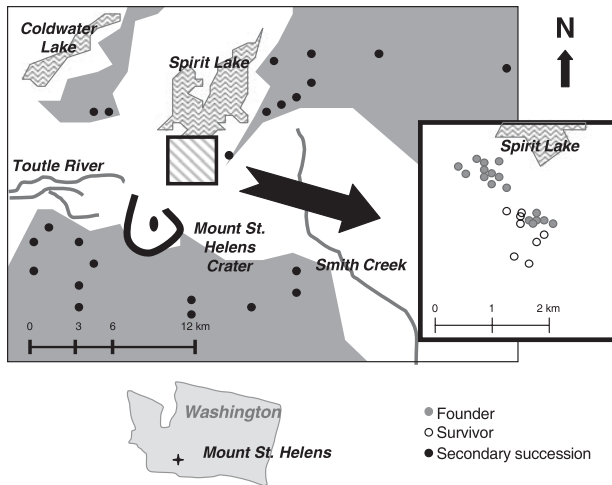 Coldwater
Lake
Spirit Lake
N
Toutle River
Spirit Lake
Mount St.
Helens
Crater
Smith Creek
0 3 6 12 km
0 1 2 km
Washington
Mount St. Helens
Founder
Survivor
Secondary succession